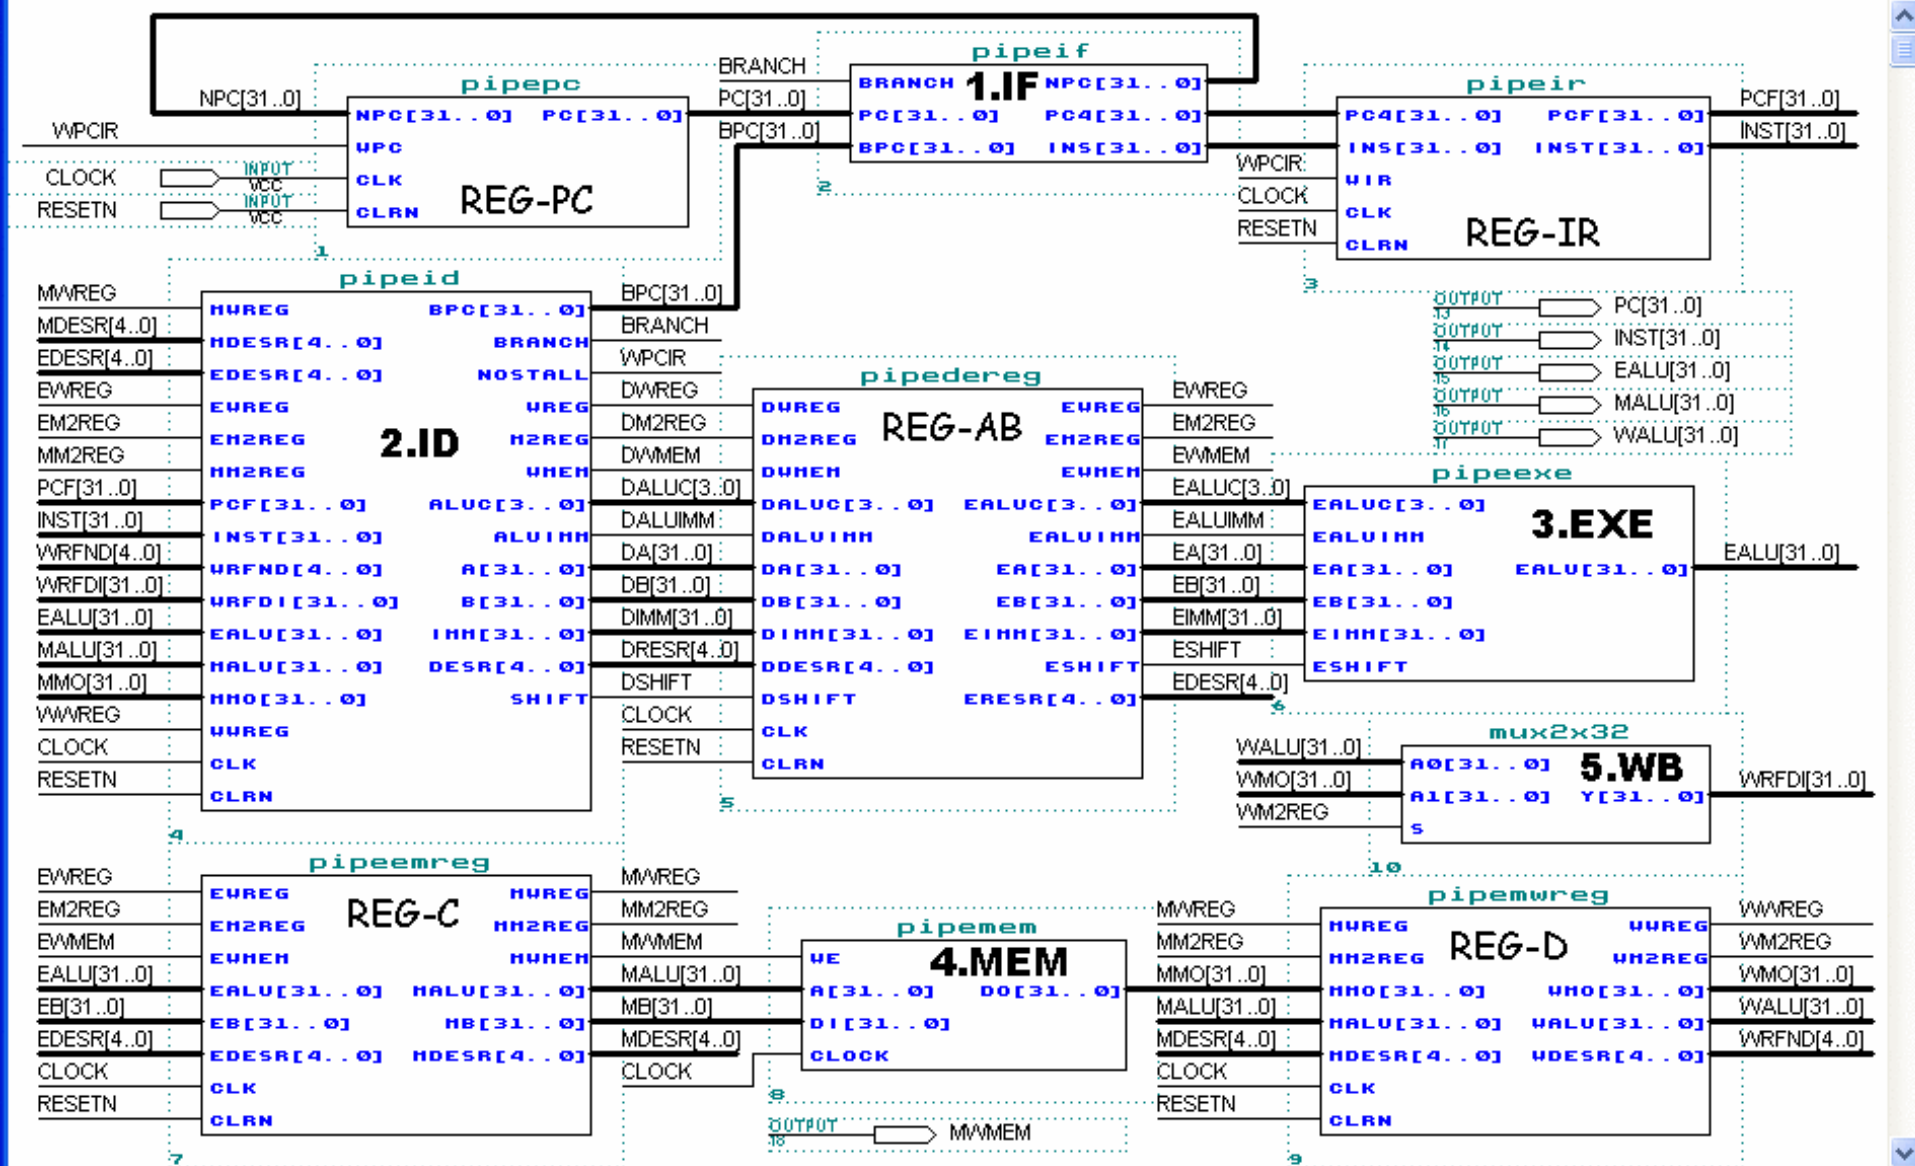 pipepc
NPC[31..0]
WPCIR
CLOCK
INPUT
VCC
RESETN
INPUT
VCC
NPC[31..0] PC[31..0]
WPC
CLK
CLRN
REG-PC
1
pipeif
BRANCH
PC[31..0]
BPC[31..0]
BRANCH 1.IF NPC[31..0]
PC[31..0] PC4[31..0]
BPC[31..0] INS[31..0]
2
pipeir
WPCIR
CLOCK
RESETN
PC4[31..0] PCF[31..0]
INS[31..0] INST[31..0]
WIR
CLK
CLRN
REG-IR
PCF[31..0]
INST[31..0]
3
OUTPUT
13
PC[31..0]
OUTPUT
14
INST[31..0]
OUTPUT
15
EALU[31..0]
OUTPUT
16
MALU[31..0]
OUTPUT
17
WALU[31..0]
pipeid
MWREG
MDESR[4..0]
EDESR[4..0]
EWREG
EM2REG
MM2REG
PCF[31..0]
INST[31..0]
WRFND[4..0]
WRFDI[31..0]
EALU[31..0]
MALU[31..0]
MMO[31..0]
WWREG
CLOCK
RESETN
MWREG BPC[31..0]
MDESR[4..0] BRANCH
EDESR[4..0] NOSTALL
EWREG WREG
EM2REG M2REG
MM2REG WMEM
PCF[31..0] ALUC[3..0]
INST[31..0] ALUIMM
WRFND[4..0] A[31..0]
WRFDI[31..0] B[31..0]
EALU[31..0] IMM[31..0]
MALU[31..0] DESR[4..0]
MMO[31..0] SHIFT
WWREG
CLK
CLRN
2.ID
4
BPC[31..0]
BRANCH
WPCIR
DWREG
DM2REG
DWMEM
DALUC[3..0]
DALUIMM
DA[31..0]
DB[31..0]
DIMM[31..0]
DRESR[4..0]
DSHIFT
CLOCK
RESETN
pipedereg
DWREG EWREG
DM2REG EM2REG
DWMEM EWMEM
DALUC[3..0] EALUC[3..0]
DALUIMM EALUIMM
DA[31..0] EA[31..0]
DB[31..0] EB[31..0]
DIMM[31..0] EIMM[31..0]
DDESR[4..0] ESHIFT
DSHIFT ERESR[4..0]
CLK
CLRN
REG-AB
5
EWREG
EM2REG
EWMEM
EALUC[3..0]
EALUIMM
EA[31..0]
EB[31..0]
EIMM[31..0]
ESHIFT
EDESR[4..0]
pipeexe
EALUC[3..0]
EALUIMM
EA[31..0] EALU[31..0]
EB[31..0]
EIMM[31..0]
ESHIFT
3.EXE
EALU[31..0]
6
mux2x32
WALU[31..0]
WMO[31..0]
WM2REG
A0[31..0] 5.WB
A1[31..0] Y[31..0]
S
WRFDI[31..0]
10
pipeemreg
EWREG
EM2REG
EWMEM
EALU[31..0]
EB[31..0]
EDESR[4..0]
CLOCK
RESETN
EWREG MWREG
EM2REG MM2REG
EWMEM MWMEM
EALU[31..0] MALU[31..0]
EB[31..0] MB[31..0]
EDESR[4..0] MDESR[4..0]
CLK
CLRN
REG-C
7
MWREG
MM2REG
MWMEM
MALU[31..0]
MB[31..0]
MDESR[4..0]
CLOCK
pipemem
WE
A[31..0] DO[31..0]
DI[31..0]
CLOCK
4.MEM
8
OUTPUT
18
MWMEM
pipemwreg
MWREG
MM2REG
MMO[31..0]
MALU[31..0]
MDESR[4..0]
CLOCK
RESETN
MWREG WWREG
MM2REG WM2REG
MMO[31..0] WMO[31..0]
MALU[31..0] WALU[31..0]
MDESR[4..0] WDESR[4..0]
CLK
CLRN
REG-D
9
WWREG
WM2REG
WMO[31..0]
WALU[31..0]
WRFND[4..0]